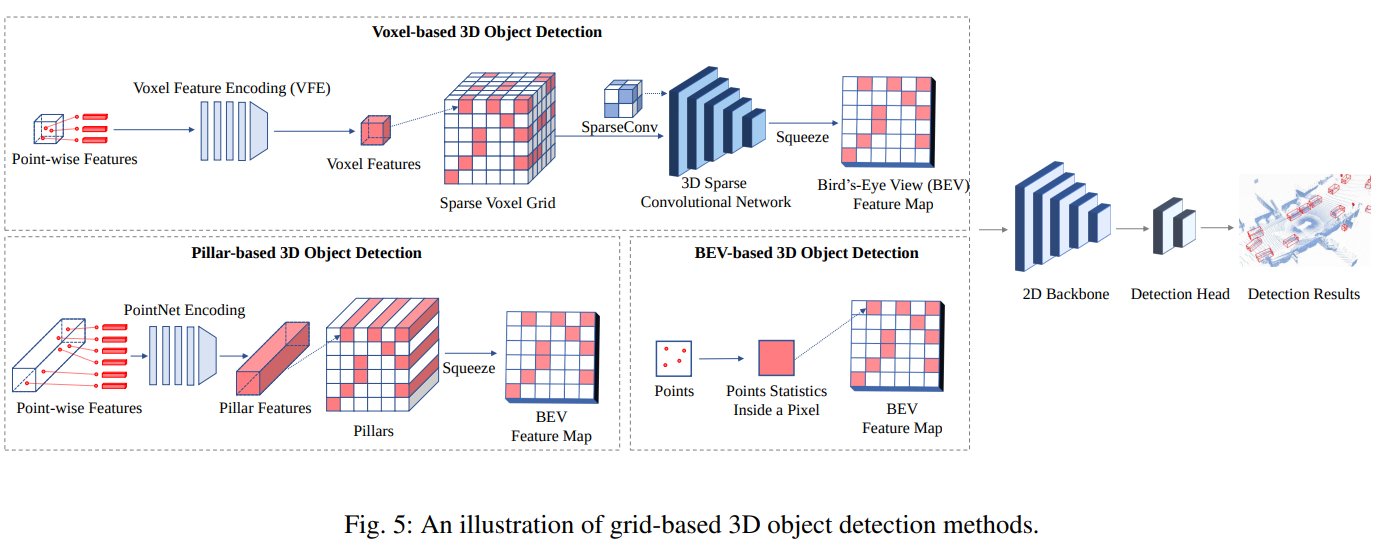 Voxel-based 3D Object Detection
Voxel Feature Encoding (VFE)
Point-wise Features
Voxel Features
Sparse Voxel Grid
SparseConv
3D Sparse
Convolutional Network
Squeeze
Bird's-Eye View (BEV)
Feature Map
Pillar-based 3D Object Detection
PointNet Encoding
Point-wise Features
Pillar Features
Pillars
Squeeze
BEV
Feature Map
BEV-based 3D Object Detection
Points
Points Statistics
Inside a Pixel
BEV
Feature Map
2D Backbone
Detection Head
Detection Results
Fig. 5: An illustration of grid-based 3D object detection methods.